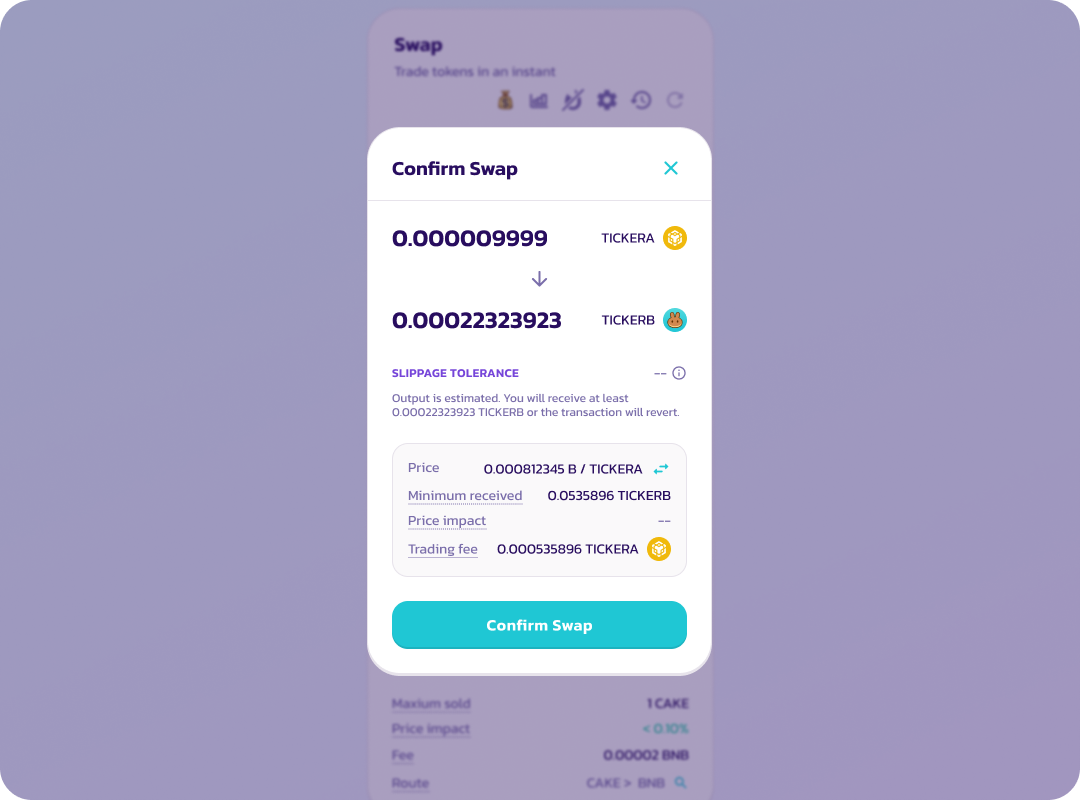 Swap
Trade tokens in an instant
Confirm Swap
0.000009999 TICKERA
0.00022323923 TICKERB
SLIPPAGE TOLERANCE --
Output is estimated. You will receive at least
0.00022323923 TICKERB or the transaction will revert.
Price 0.000812345 B / TICKERA
Minimum received 0.0535896 TICKERB
Price impact --
Trading fee 0.000535896 TICKERA
Confirm Swap
Maxium sold 1 CAKE
Price Impact < 0.10%
Fee 0.00002 BNB
Route CAKE > BNB